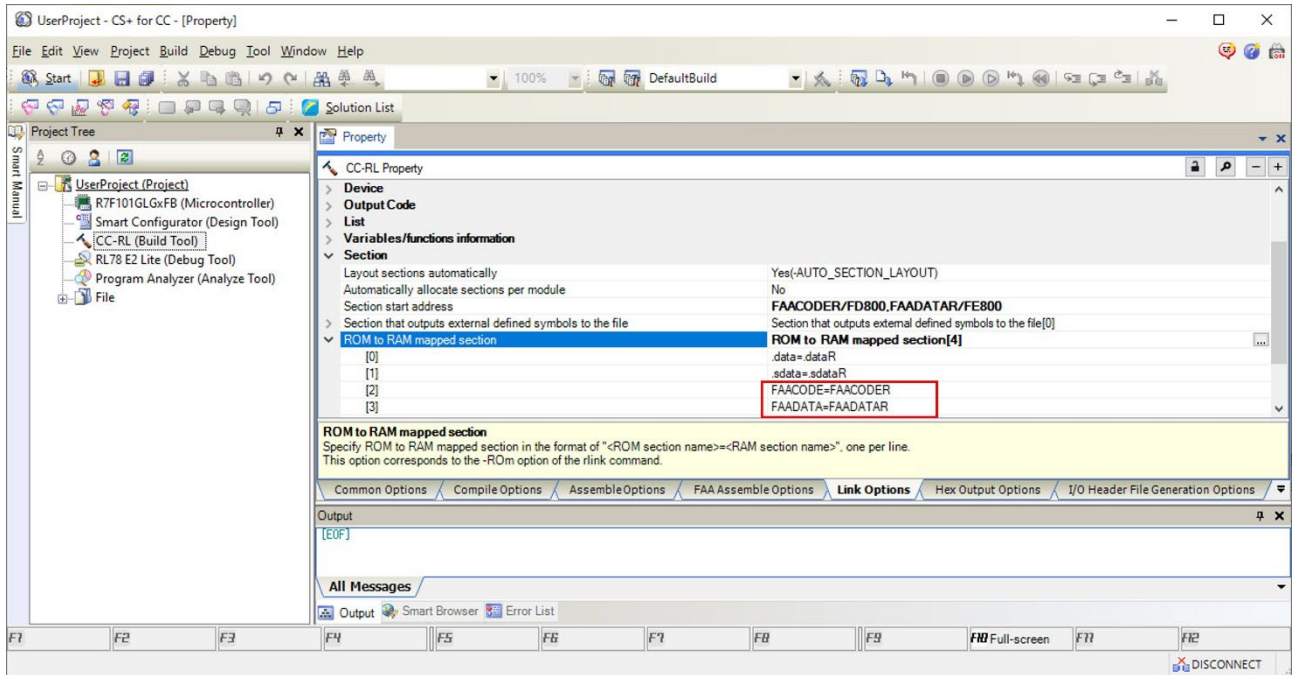 UserProject - CS+ for CC - [Property]
File Edit View Project Build Debug Tool Window Help
Start 100% DefaultBuild
Solution List
Smart Manual
Project Tree
UserProject (Project)
R7F101GLGxFB (Microcontroller)
Smart Configurator (Design Tool)
CC-RL (Build Tool)
RL78 E2 Lite (Debug Tool)
Program Analyzer (Analyze Tool)
File
Property
CC-RL Property
Device
Output Code
List
Variables/functions information
Section
Layout sections automatically Yes(-AUTO_SECTION_LAYOUT)
Automatically allocate sections per module No
Section start address FAACODER/FD800,FAADATAR/FE800
Section that outputs external defined symbols to the file Section that outputs external defined symbols to the file[0]
ROM to RAM mapped section ROM to RAM mapped section[4] ...
[0] .data=.dataR
[1] .sdata=.sdataR
[2] FAACODE=FAACODER
[3] FAADATA=FAADATAR
ROM to RAM mapped section
Specify ROM to RAM mapped section in the format of "<ROM section name>=<RAM section name>", one per line.
This option corresponds to the -ROm option of the rlink command.
Common Options Compile Options Assemble Options FAA Assemble Options Link Options Hex Output Options I/O Header File Generation Options
Output
[EOF]
All Messages
Output Smart Browser Error List
F1 F2 F3 F4 F5 F6 F7 F8 F9 F10 Full-screen F11 F12
DISCONNECT